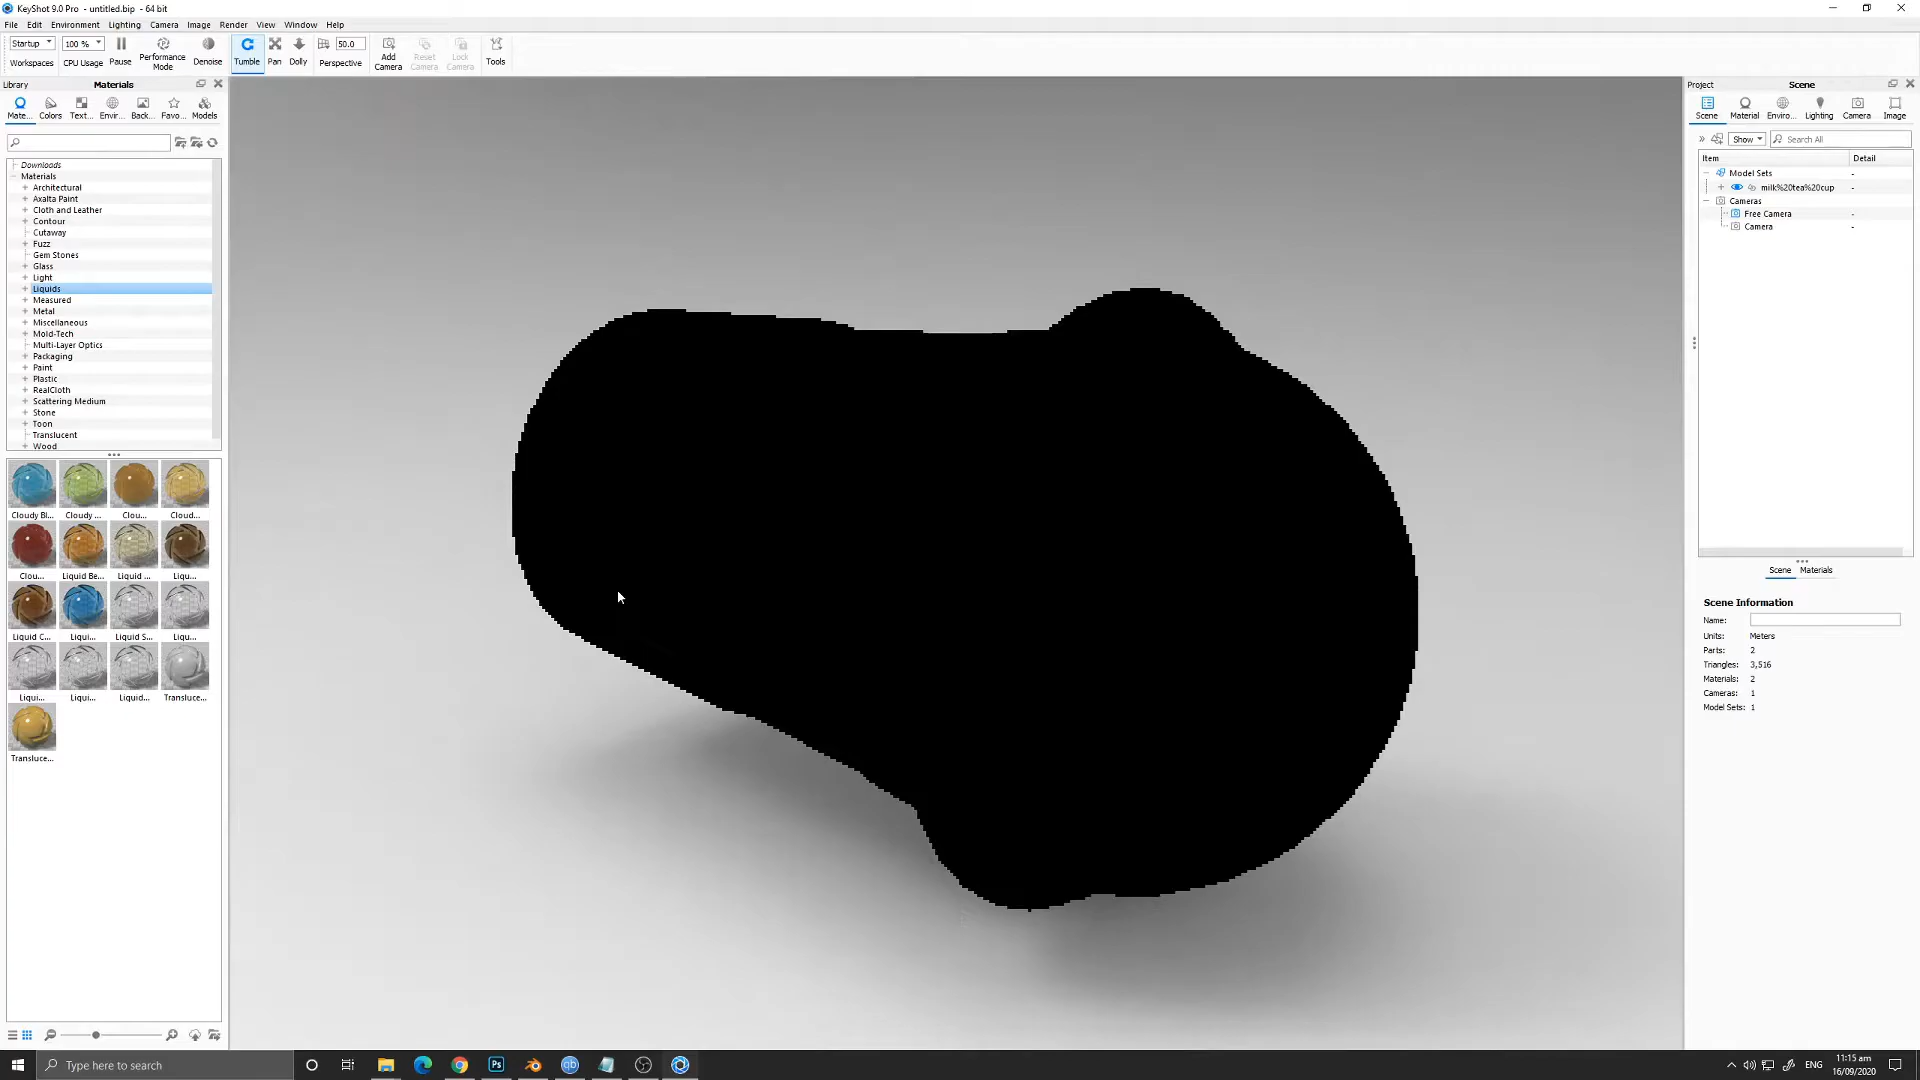 KeyShot 9.0 Pro - untitled.bip - 64 bit
File Edit Environment Lighting Camera Image Render View Window Help
Startup 100 % 50.0
Workspaces CPU Usage Pause Performance Mode Denoise Tumble Pan Dolly Perspective Add Camera Reset Camera Lock Camera Tools
Library Materials
Mate... Colors Text... Envir... Back... Favo... Models
Downloads
Materials
Architectural
Axalta Paint
Cloth and Leather
Contour
Cutaway
Fuzz
Gem Stones
Glass
Light
Liquids
Measured
Metal
Miscellaneous
Mold-Tech
Multi-Layer Optics
Packaging
Paint
Plastic
RealCloth
Scattering Medium
Stone
Toon
Translucent
Wood
Cloudy Bl... Cloudy ... Clou... Cloud...
Clou... Liquid Be... Liquid ... Liqu...
Liquid C... Liqui... Liquid S... Liqu...
Liqui... Liqui... Liquid... Transluce...
Transluce...
Project Scene
Scene Material Enviro... Lighting Camera Image
» Show Search All
Item Detail
Model Sets -
milk%20tea%20cup -
Cameras
Free Camera -
Camera -
Scene Materials
Scene Information
Name:
Units: Meters
Parts: 2
Triangles: 3,516
Materials: 2
Cameras: 1
Model Sets: 1
Type here to search
Ps
qb
ENG
11:15 am
16/09/2020